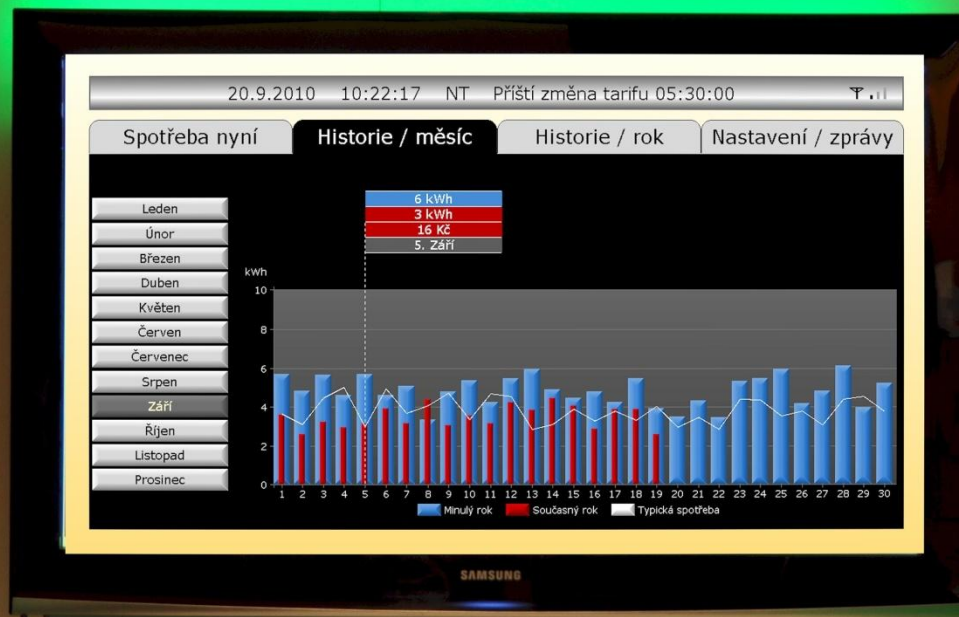 20.9.2010 10:22:17 NT Příští změna tarifu 05:30:00
Spotřeba nyní Historie / měsíc Historie / rok Nastavení / zprávy
6 kWh
3 kWh
16 Kč
5. Září
Leden
Únor
Březen
Duben
Květen
Červen
Červenec
Srpen
Září
Říjen
Listopad
Prosinec
kWh
10
8
6
4
2
0
1 2 3 4 5 6 7 8 9 10 11 12 13 14 15 16 17 18 19 20 21 22 23 24 25 26 27 28 29 30
Minulý rok Současný rok Typická spotřeba
SAMSUNG